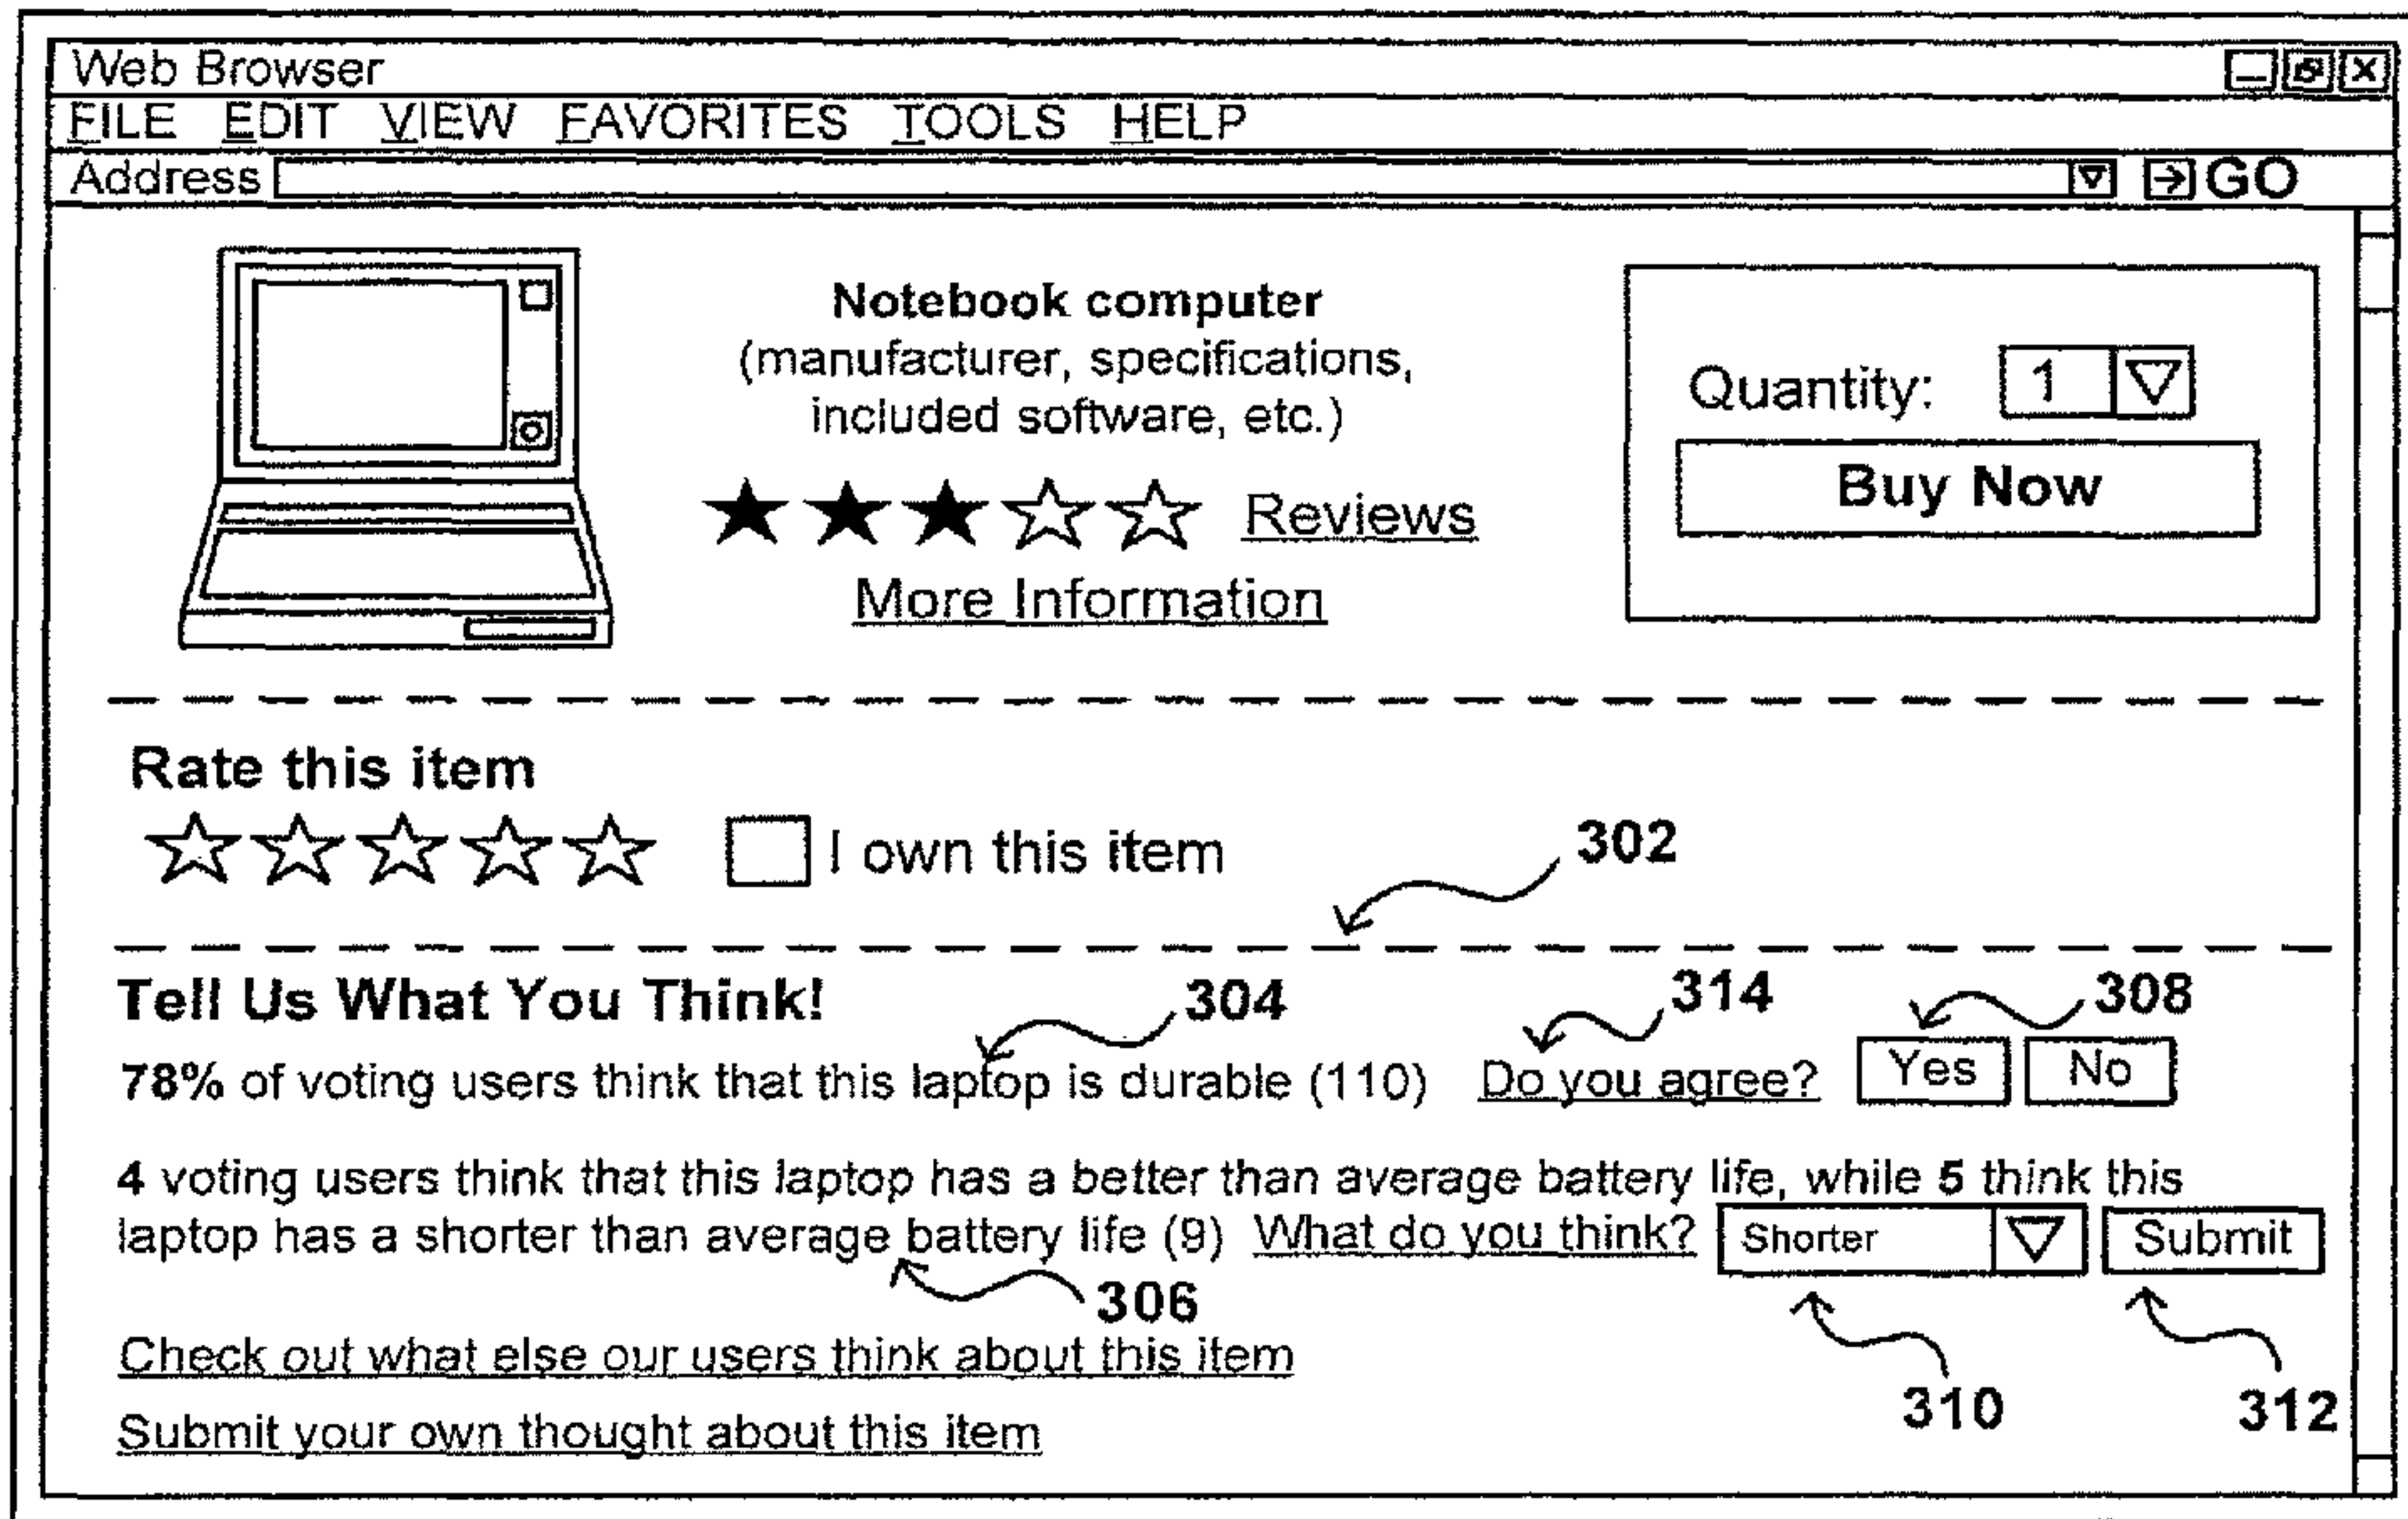 Web Browser
FILE EDIT VIEW FAVORITES TOOLS HELP
Address GO
Notebook computer
(manufacturer, specifications,
included software, etc.)
Reviews
More Information
Quantity: 1
Buy Now
Rate this item
I own this item
302
Tell Us What You Think!
304
314
308
78% of voting users think that this laptop is durable (110) Do you agree? Yes No
4 voting users think that this laptop has a better than average battery life, while 5 think this
laptop has a shorter than average battery life (9) What do you think? Shorter Submit
306
Check out what else our users think about this item
310
312
Submit your own thought about this item